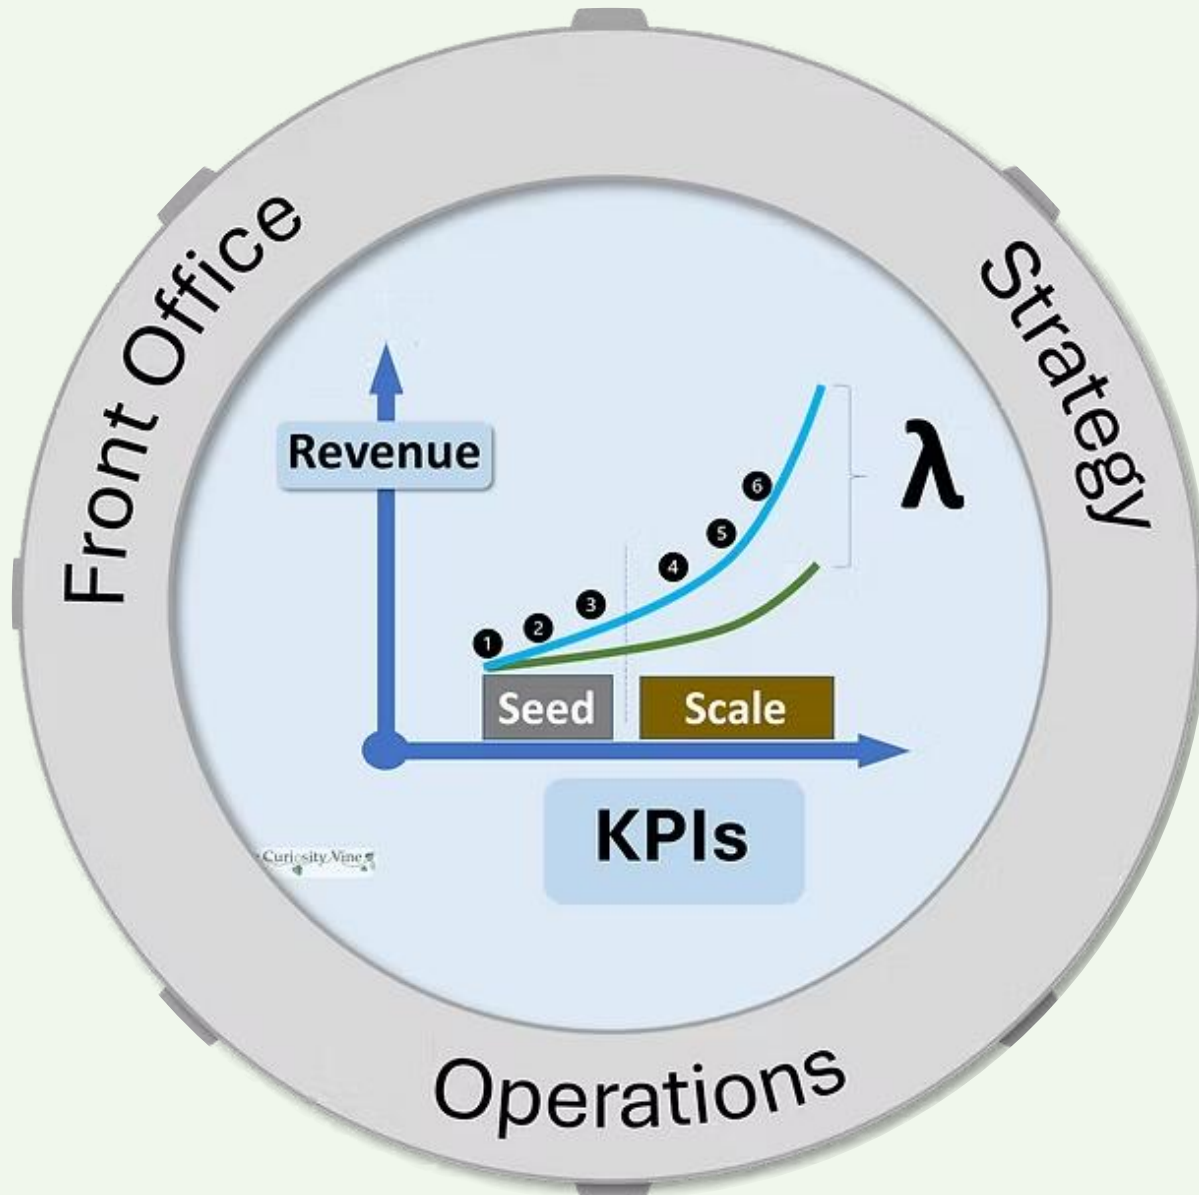 Front Office
Strategy
Revenue
λ
6
5
4
3
2
1
Seed
Scale
KPIs
Curiosity Vine
Operations